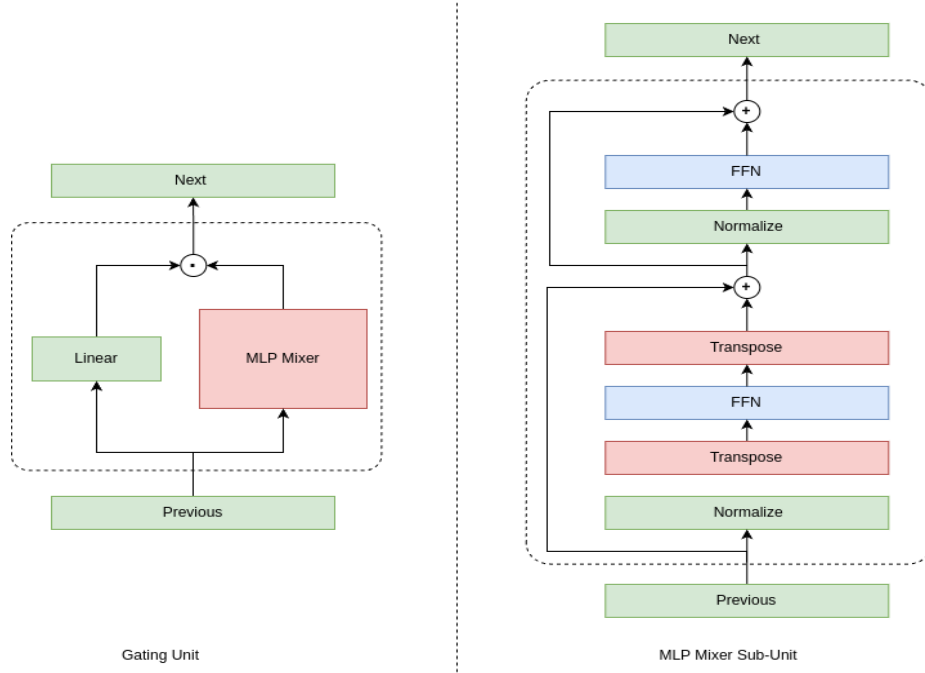 Next
Linear
MLP Mixer
Previous
Gating Unit
Next
+
FFN
Normalize
+
Transpose
FFN
Transpose
Normalize
Previous
MLP Mixer Sub-Unit